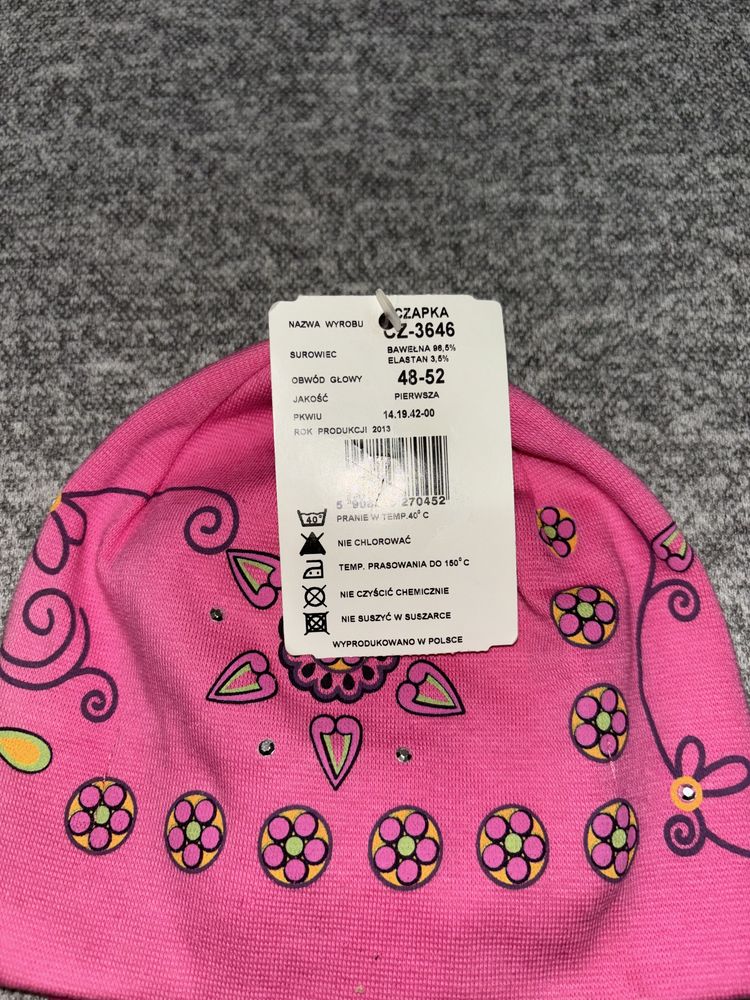 NAZWA WYROBU CZAPKA
CZ-3646
SUROWIEC BAWEŁNA 96,5%
ELASTAN 3,5%
OBWÓD GŁOWY 48-52
JAKOŚĆ PIERWSZA
PKWIU 14.19.42-00
ROK PRODUKCJI 2013
270452
40°
PRANIE W TEMP.40° C
NIE CHLOROWAĆ
TEMP. PRASOWANIA DO 150° C
NIE CZYŚCIĆ CHEMICZNIE
NIE SUSZYĆ W SUSZARCE
WYPRODUKOWANO W POLSCE